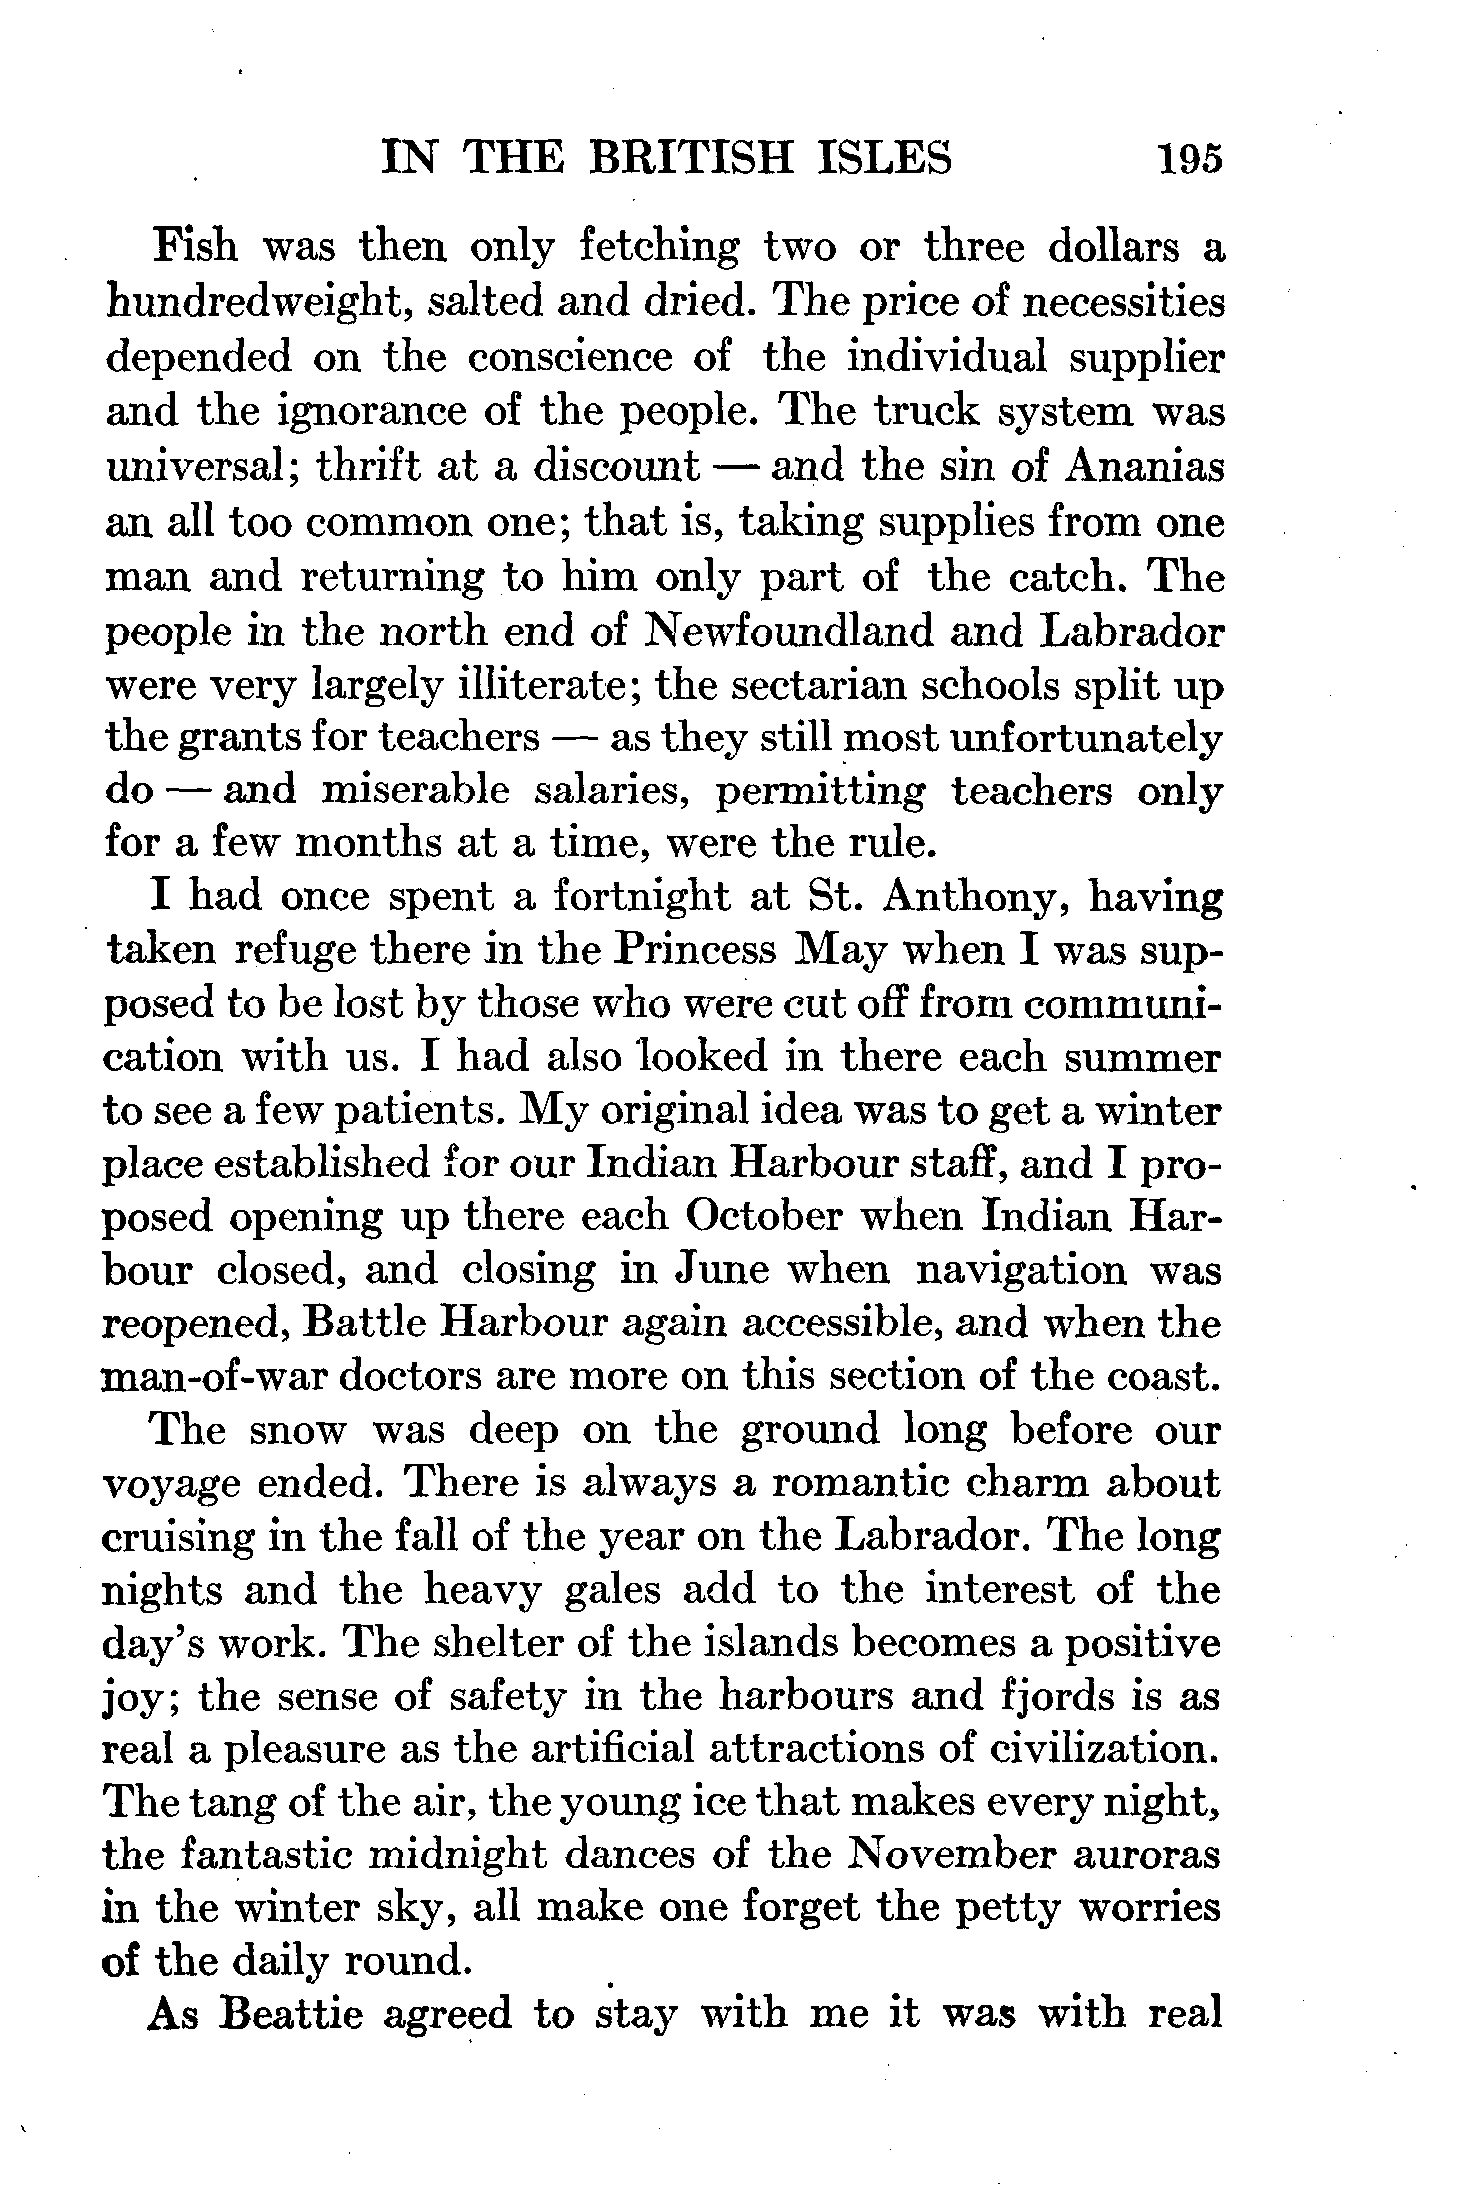 IN THE BRITISH ISLES 195
Fish was then only fetching two or three dollars a
hundredweight, salted and dried. The price of necessities
depended on the conscience of the individual supplier
and the ignorance of the people. The truck system was
universal; thrift at a discount — and the sin of Ananias
an all too common one; that is, taking supplies from one
man and returning to him only part of the catch. The
people in the north end of Newfoundland and Labrador
were very largely illiterate; the sectarian schools split up
the grants for teachers — as they still most unfortunately
do — and miserable salaries, permitting teachers only
for a few months at a time, were the rule.
I had once spent a fortnight at St. Anthony, having
taken refuge there in the Princess May when I was sup-
posed to be lost by those who were cut off from communi-
cation with us. I had also looked in there each summer
to see a few patients. My original idea was to get a winter
place established for our Indian Harbour staff, and I pro-
posed opening up there each October when Indian Har-
bour closed, and closing in June when navigation was
reopened, Battle Harbour again accessible, and when the
man-of-war doctors are more on this section of the coast.
The snow was deep on the ground long before our
voyage ended. There is always a romantic charm about
cruising in the fall of the year on the Labrador. The long
nights and the heavy gales add to the interest of the
day's work. The shelter of the islands becomes a positive
joy; the sense of safety in the harbours and fjords is as
real a pleasure as the artificial attractions of civilization.
The tang of the air, the young ice that makes every night,
the fantastic midnight dances of the November auroras
in the winter sky, all make one forget the petty worries
of the daily round.
As Beattie agreed to stay with me it was with real